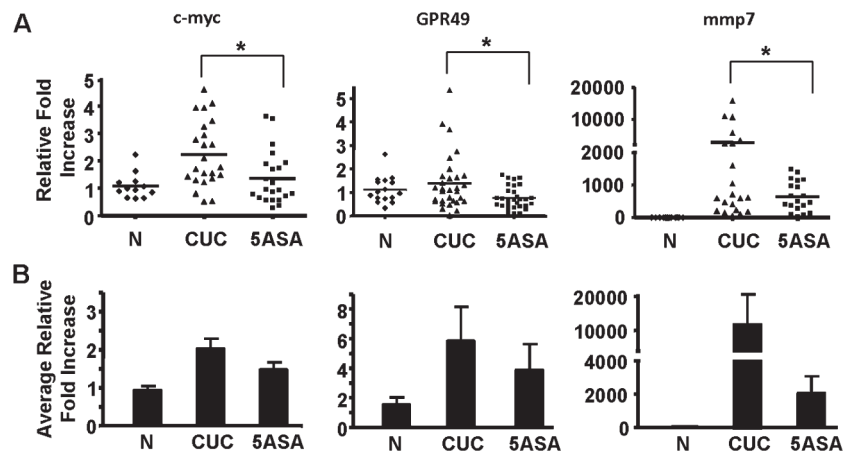 A
c-myc
GPR49
mmp7
*
*
*
Relative Fold
Increase
5
4
3
2
1
0
N CUC 5ASA
5
4
3
2
1
0
N CUC 5ASA
20000
10000
2000
1000
0
N CUC 5ASA
B
Average Relative
Fold Increase
3
2
1
0
N CUC 5ASA
8
6
4
2
0
N CUC 5ASA
20000
10000
4000
2000
0
N CUC 5ASA